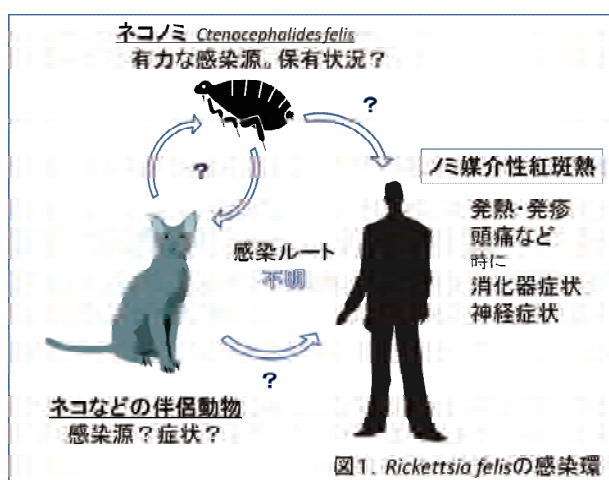 ネコノミ Ctenocephalides felis
有力な感染源。保有状況？
?
?
ノミ媒介性紅斑熱
発熱・発疹
頭痛など
時に
消化器症状
神経症状
感染ルート
不明
?
ネコなどの伴侶動物
感染源？症状？
図1. Rickettsia felisの感染環